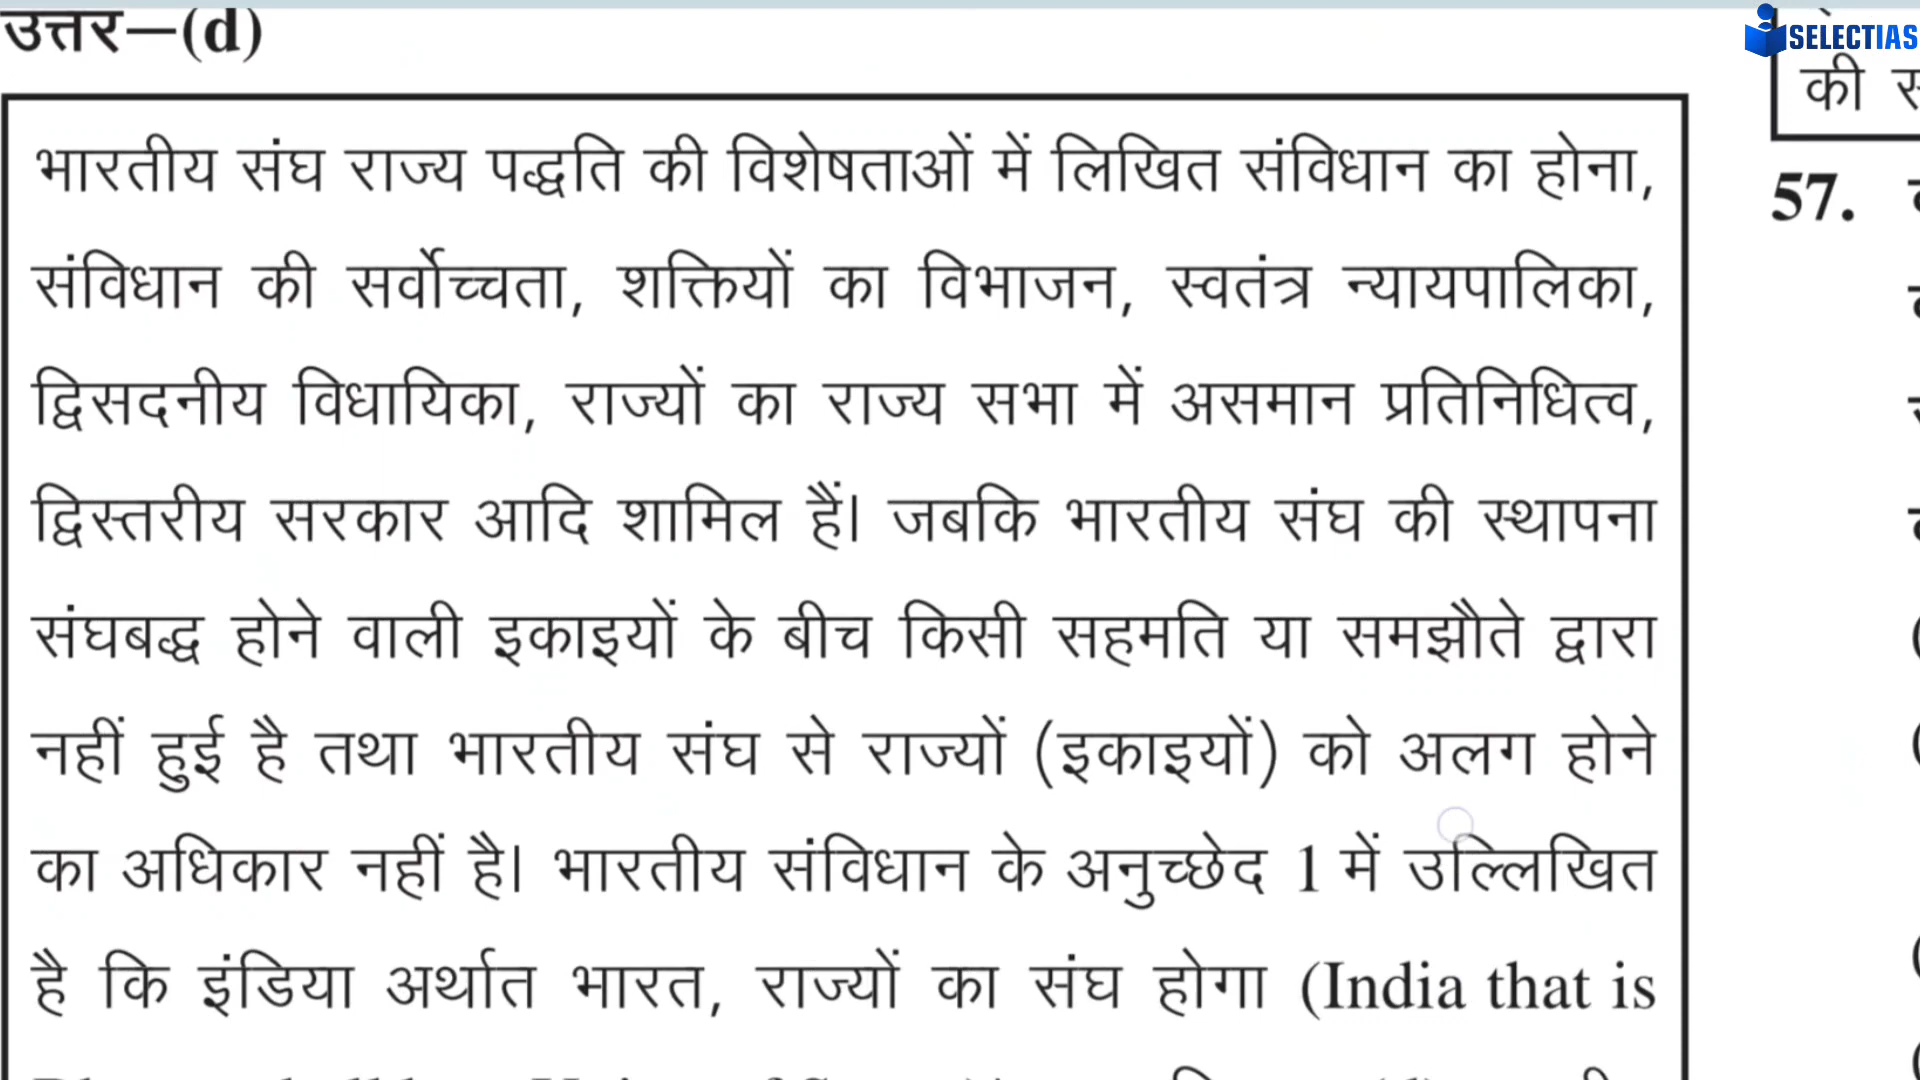 उत्तर—(d)
भारतीय संघ राज्य पद्धति की विशेषताओं में लिखित संविधान का होना,
संविधान की सर्वोच्चता, शक्तियों का विभाजन, स्वतंत्र न्यायपालिका,
द्विसदनीय विधायिका, राज्यों का राज्य सभा में असमान प्रतिनिधित्व,
द्विस्तरीय सरकार आदि शामिल हैं। जबकि भारतीय संघ की स्थापना
संघबद्ध होने वाली इकाइयों के बीच किसी सहमति या समझौते द्वारा
नहीं हुई है तथा भारतीय संघ से राज्यों (इकाइयों) को अलग होने
का अधिकार नहीं है। भारतीय संविधान के अनुच्छेद 1 में उल्लिखित
है कि इंडिया अर्थात भारत, राज्यों का संघ होगा (India that is
SELECTIAS
की
57.